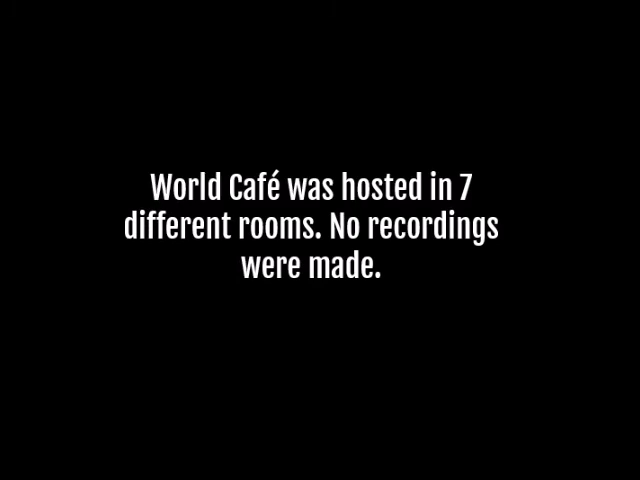 World Café was hosted in 7
different rooms. No recordings
were made.